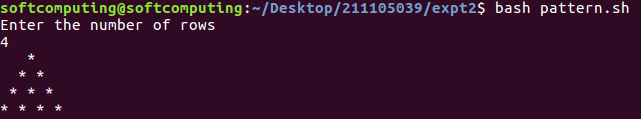 softcomputing@softcomputing:~/Desktop/211105039/expt2$ bash pattern.sh
Enter the number of rows
4
   *
  * *
 * * *
* * * *